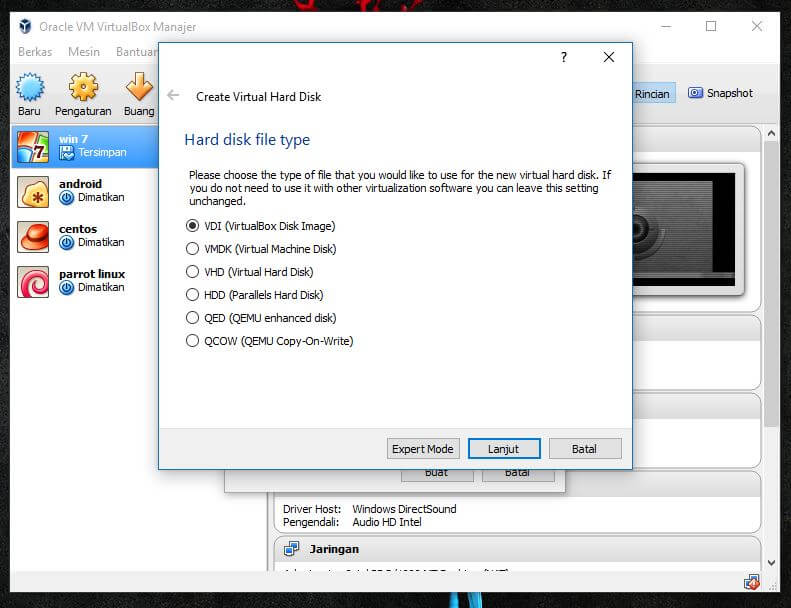 Oracle VM VirtualBox Manajer
Berkas Mesin Bantuan
Baru Pengaturan Buang
Rincian Snapshot
win 7
Tersimpan
android
Dimatikan
centos
Dimatikan
parrot linux
Dimatikan
?
Create Virtual Hard Disk
Hard disk file type
Please choose the type of file that you would like to use for the new virtual hard disk. If
you do not need to use it with other virtualization software you can leave this setting
unchanged.
VDI (VirtualBox Disk Image)
VMDK (Virtual Machine Disk)
VHD (Virtual Hard Disk)
HDD (Parallels Hard Disk)
QED (QEMU enhanced disk)
QCOW (QEMU Copy-On-Write)
Expert Mode Lanjut Batal
Buat Batal
Driver Host: Windows DirectSound
Pengendali: Audio HD Intel
Jaringan